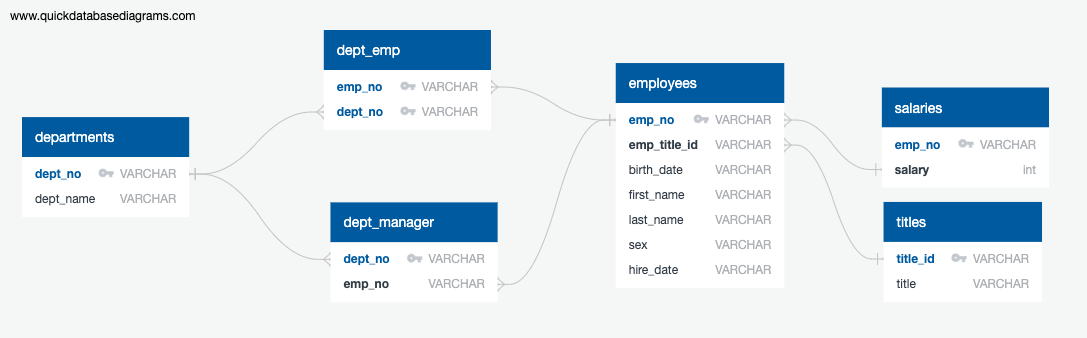 www.quickdatabasediagrams.com
departments
dept_no VARCHAR
dept_name VARCHAR
dept_emp
emp_no VARCHAR
dept_no VARCHAR
dept_manager
dept_no VARCHAR
emp_no VARCHAR
employees
emp_no VARCHAR
emp_title_id VARCHAR
birth_date VARCHAR
first_name VARCHAR
last_name VARCHAR
sex VARCHAR
hire_date VARCHAR
salaries
emp_no VARCHAR
salary int
titles
title_id VARCHAR
title VARCHAR